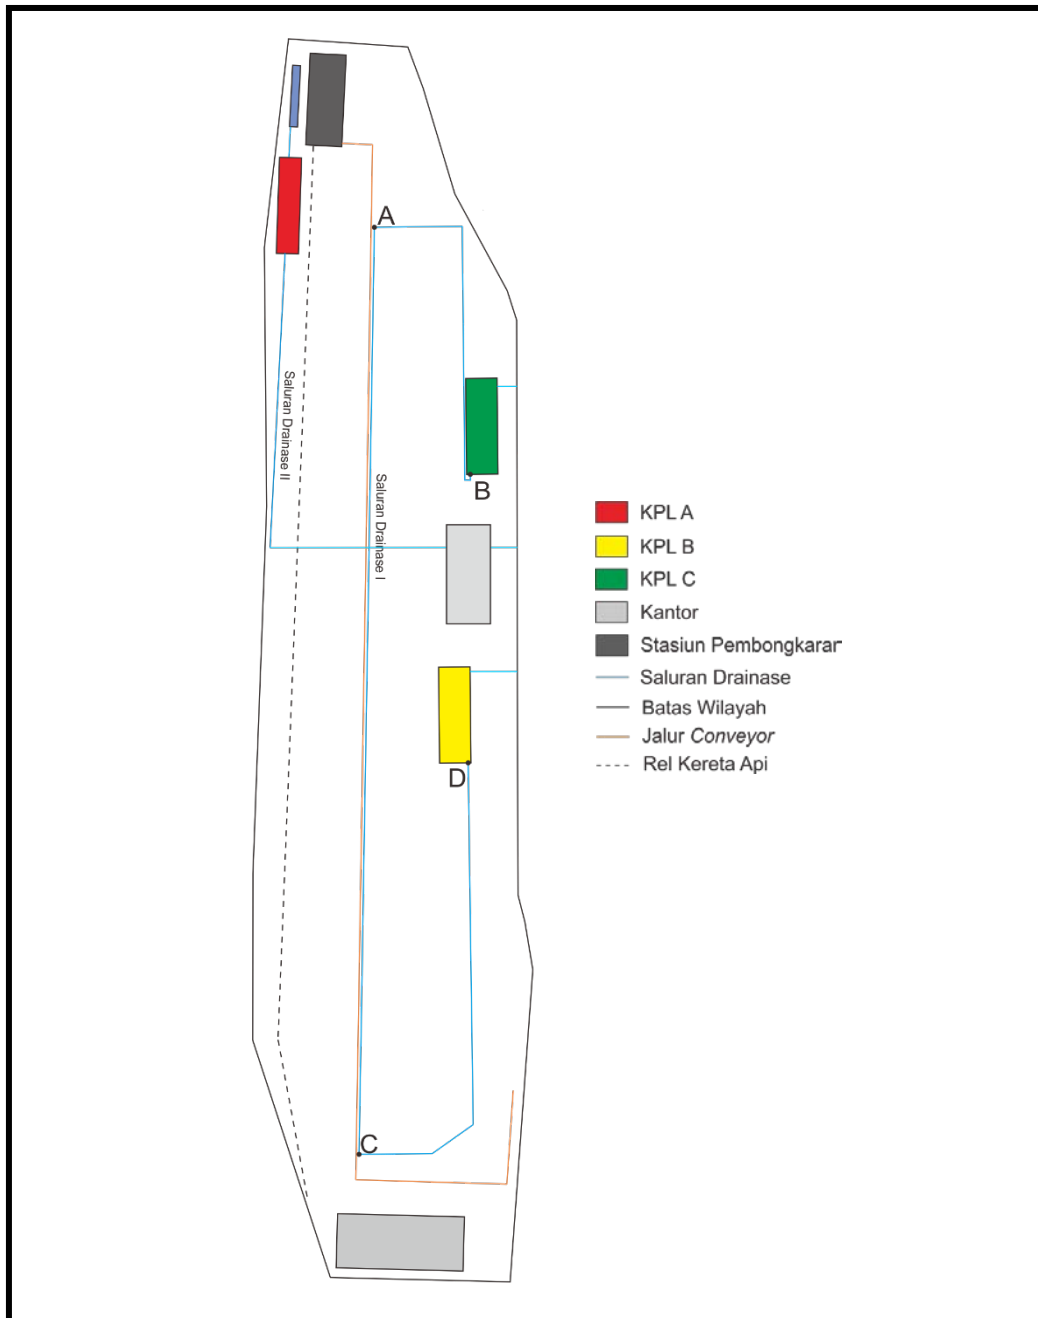 A
Saluran Drainase II
Saluran Drainase I
B
D
C
KPL A
KPL B
KPL C
Kantor
Stasiun Pembongkarar
Saluran Drainase
Batas Wilayah
Jalur Conveyor
Rel Kereta Api